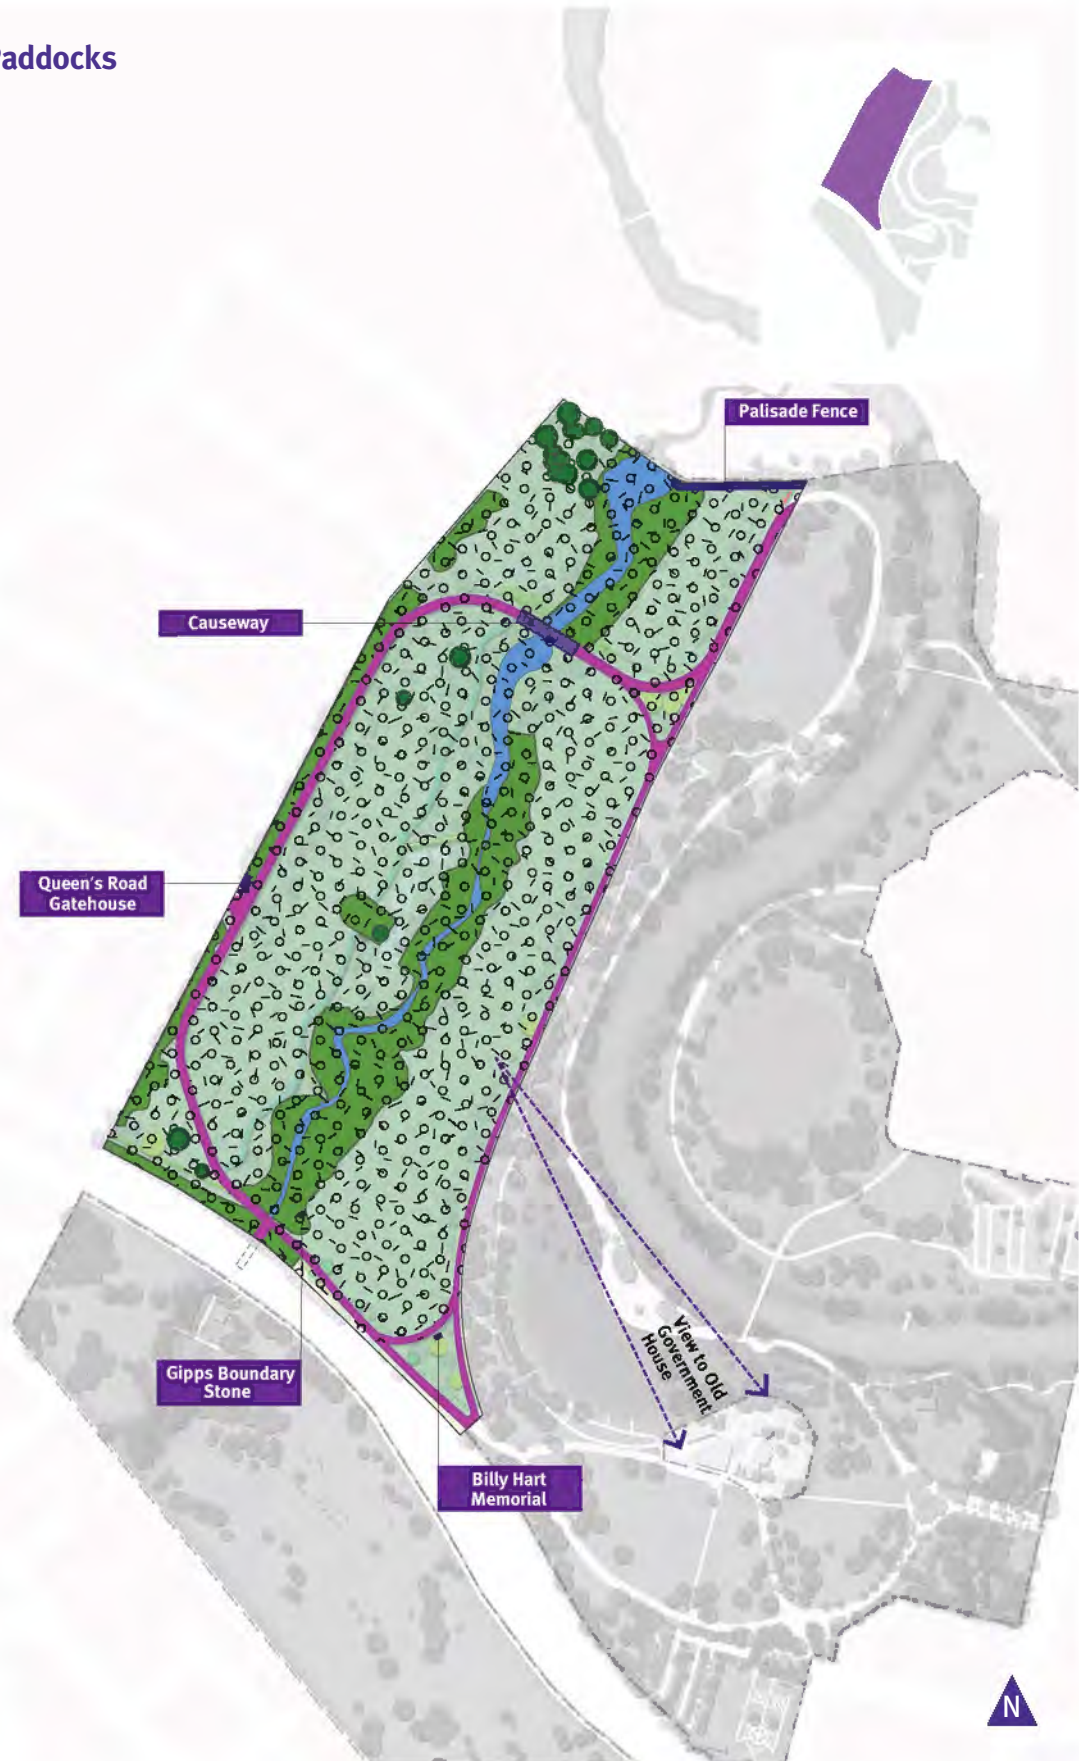 addocks
Palisade Fence
Causeway
Queen's Road
Gatehouse
View to Old
Government
House
Gipps Boundary
Stone
Billy Hart
Memorial
N